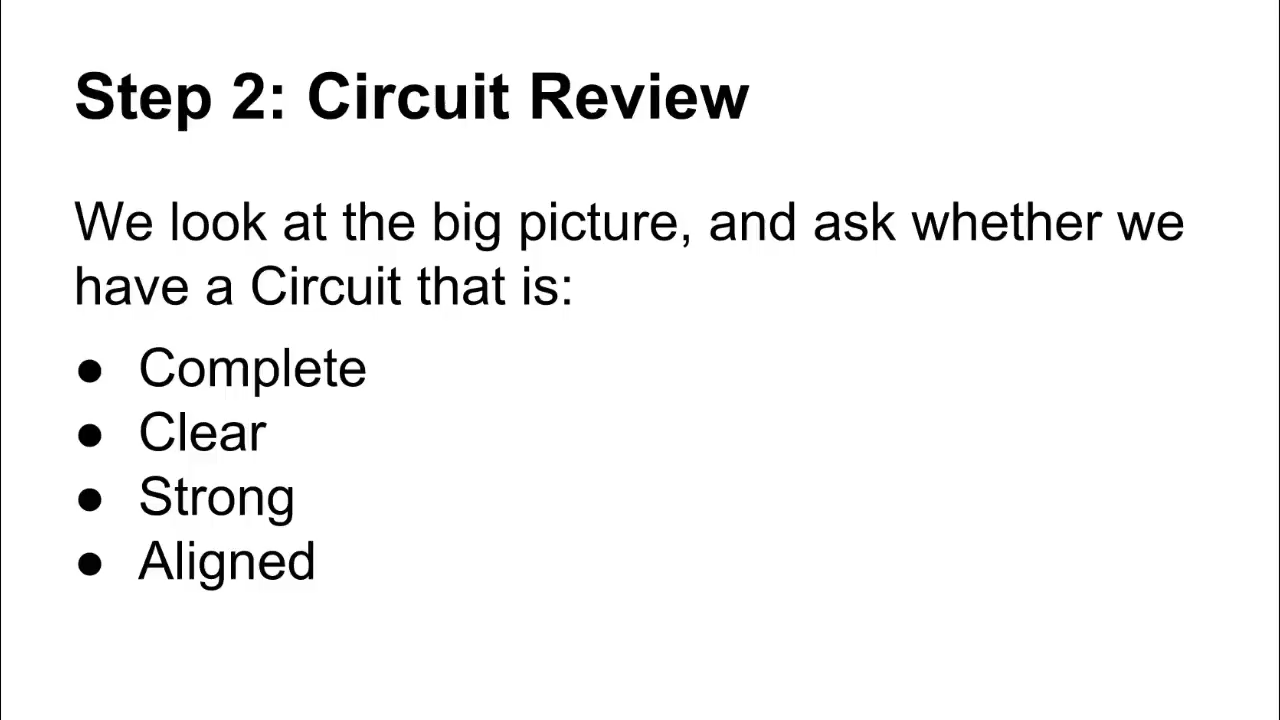 Step 2: Circuit Review
We look at the big picture, and ask whether we
have a Circuit that is:
● Complete
● Clear
● Strong
● Aligned